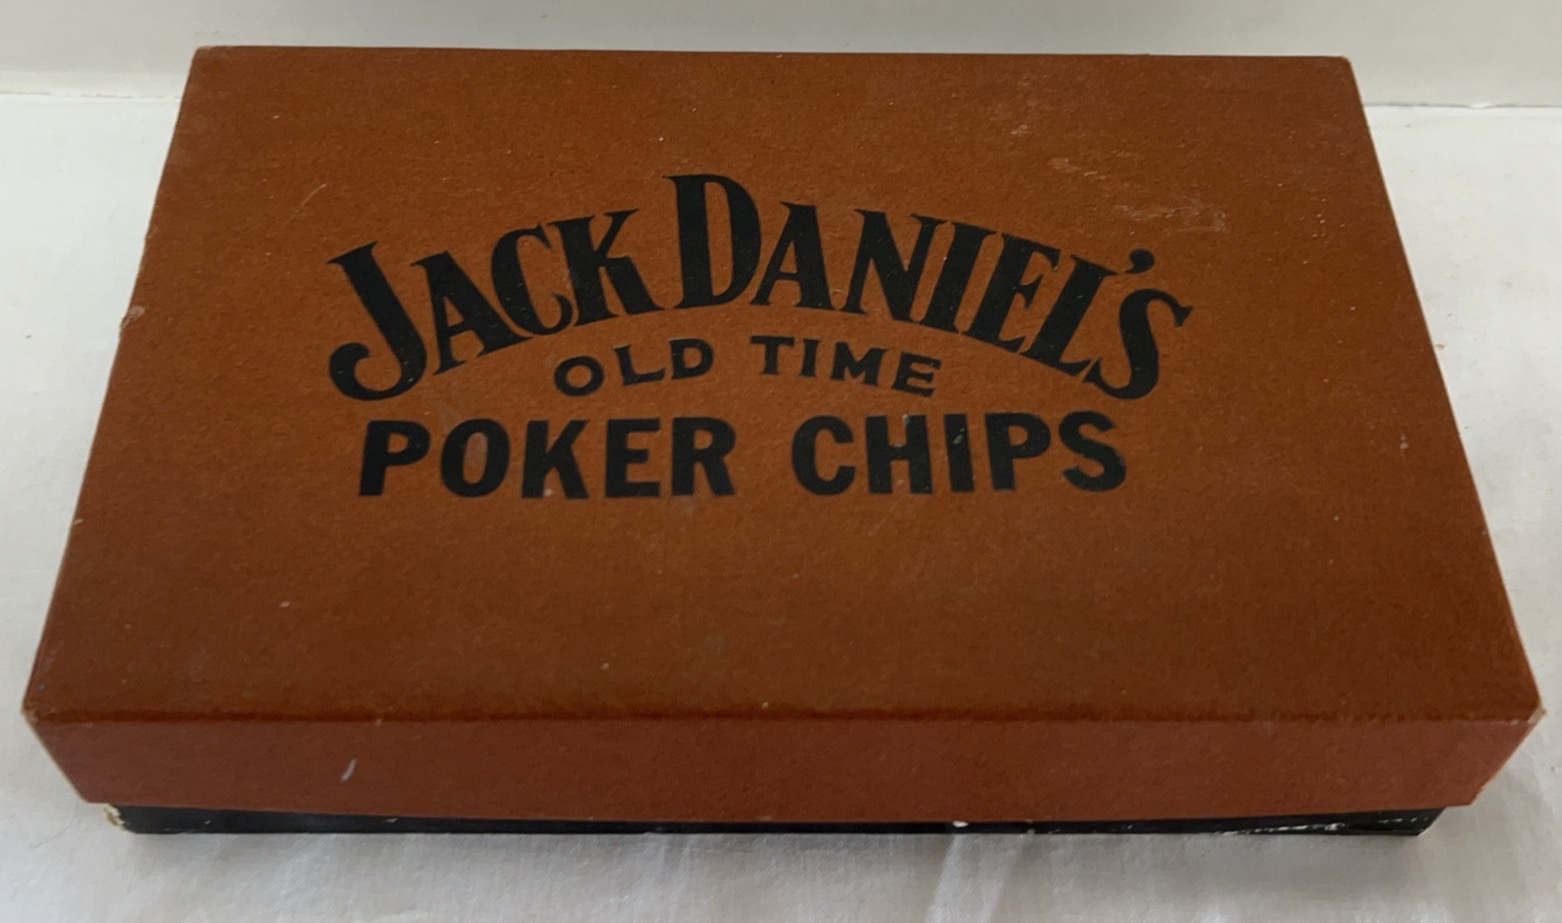 JACK DANIEL'S
OLD TIME
POKER CHIPS